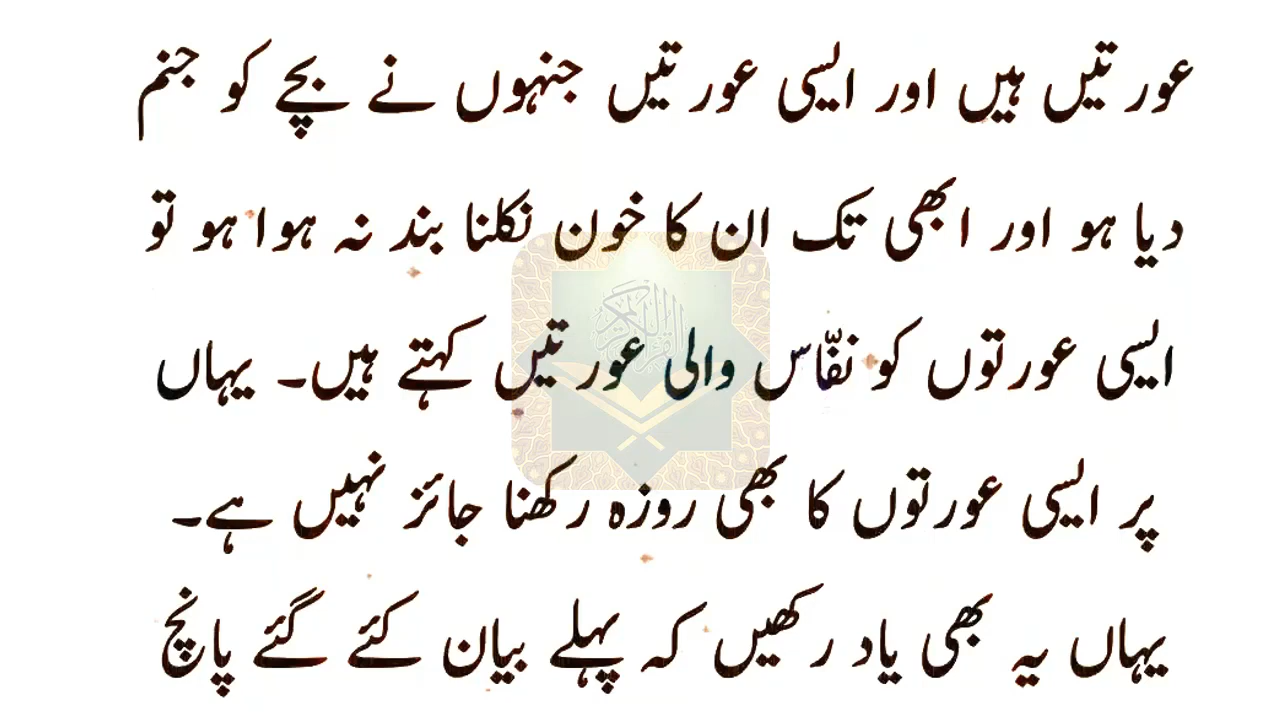 عورتیں ہیں اور ایسی عورتیں جنہوں نے بچے کو جنم
دیا ہو اور ابھی تک ان کا خون نکلنا بند نہ ہوا ہو تو
ایسی عورتوں کو نفّاس والی عورتیں کہتے ہیں۔ یہاں
پر ایسی عورتوں کا بھی روزہ رکھنا جائز نہیں ہے۔
یہاں یہ بھی یاد رکھیں کہ پہلے بیان کئے گئے پانچ